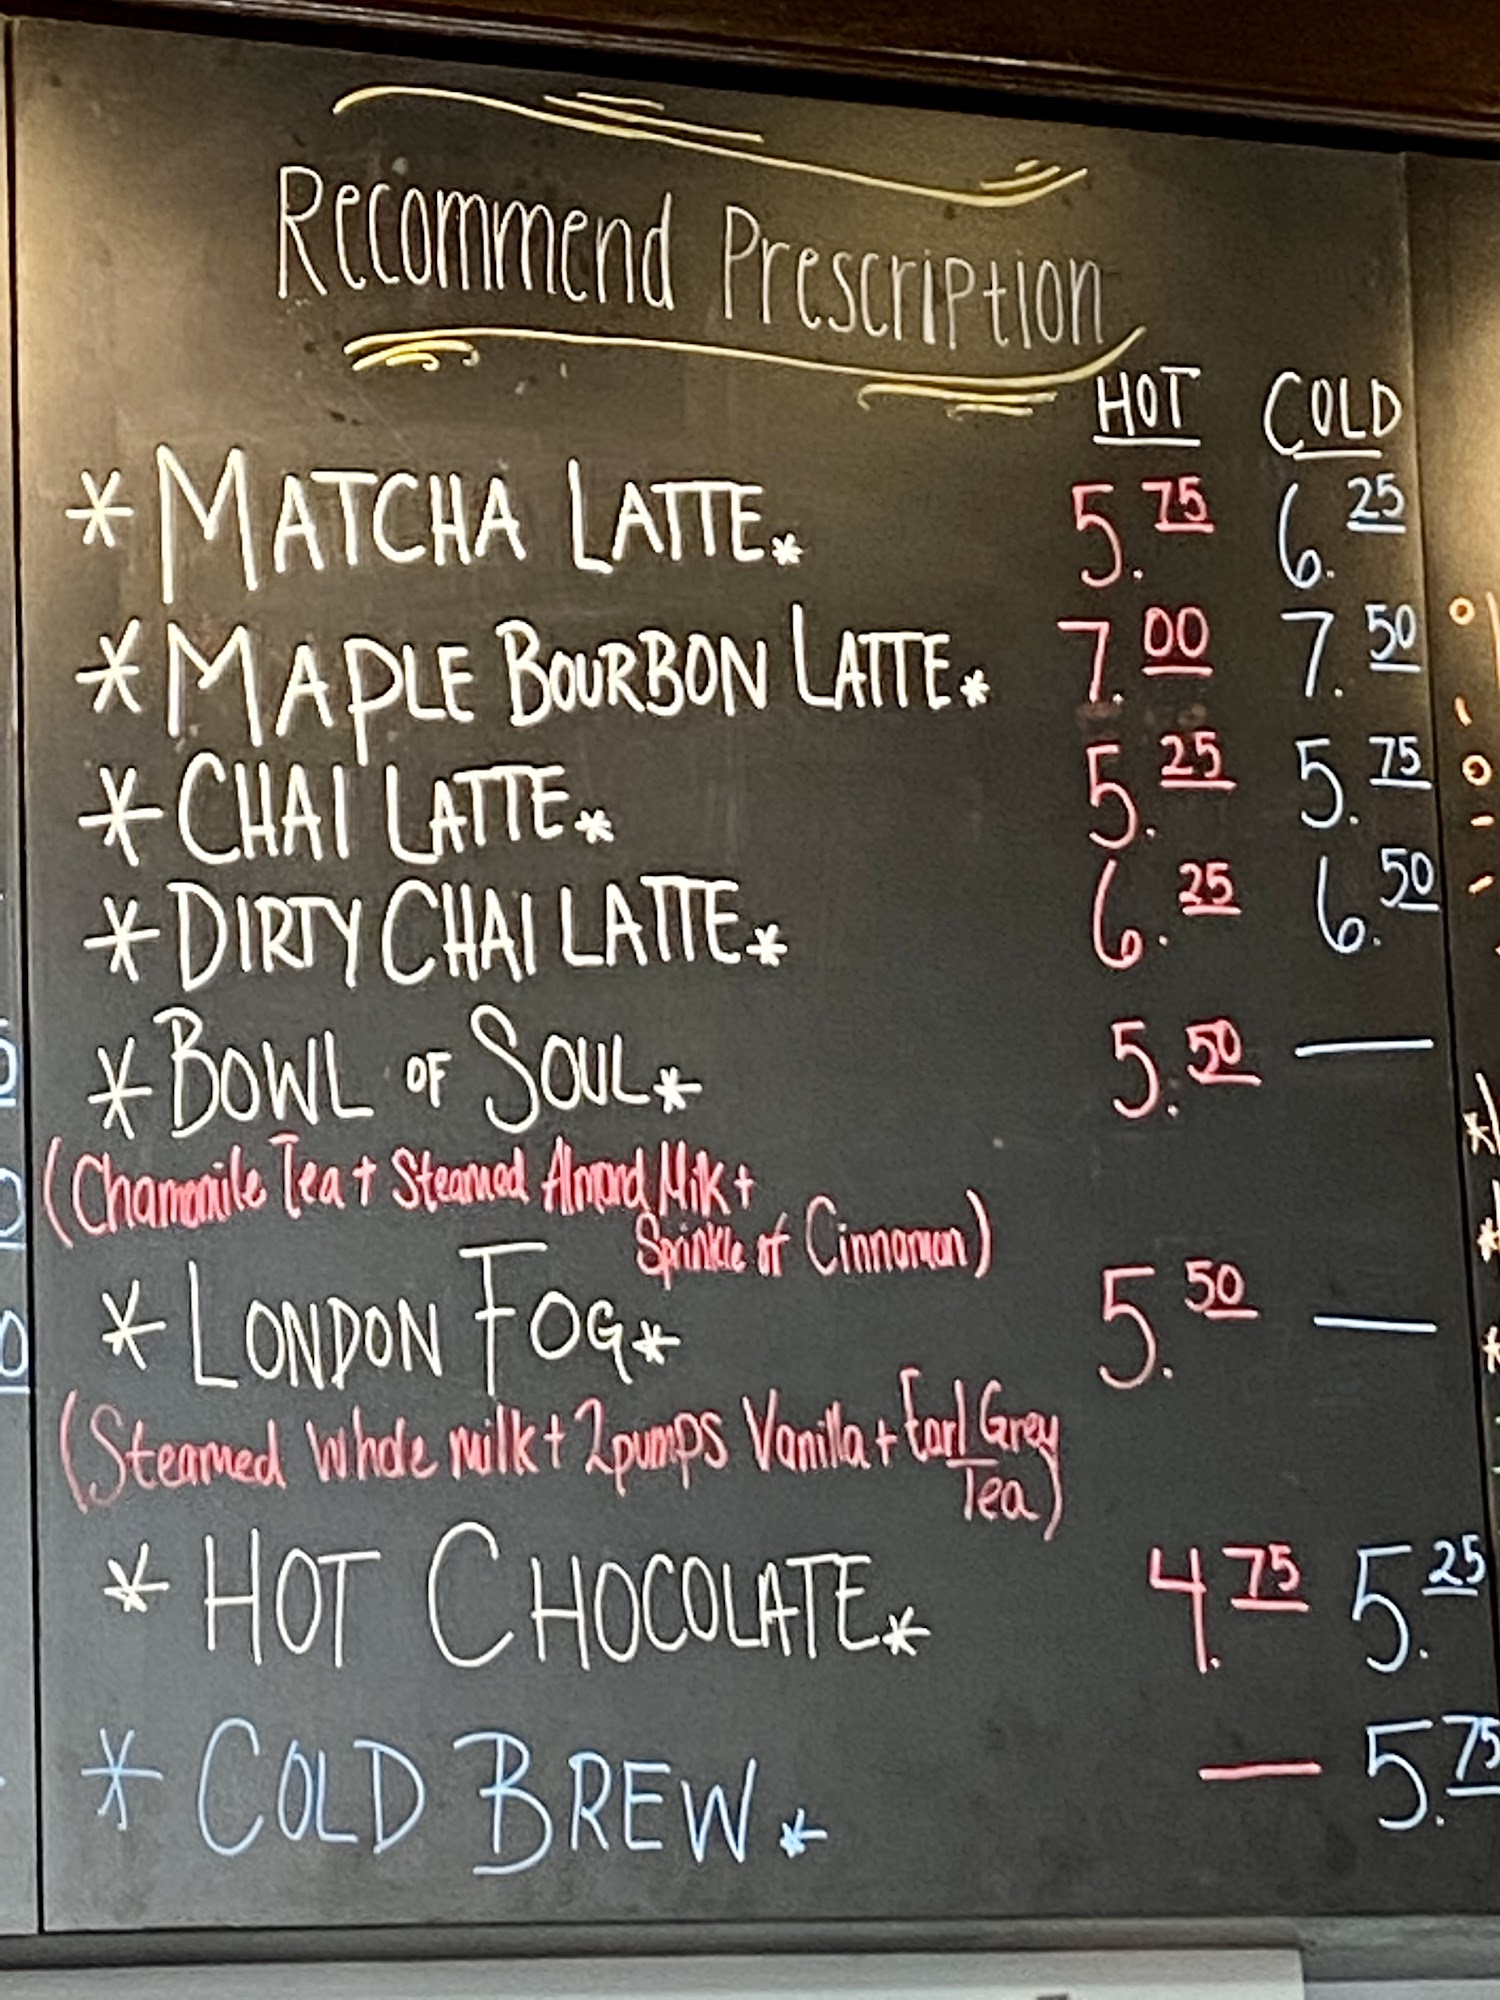 Recommend Prescription
HOT COLD
* MATCHA LATTE * 5.75 6.25
* MAPLE BOURBON LATTE * 7.00 7.50
* CHAI LATTE * 5.25 5.75
* DIRTY CHAI LATTE * 6.25 6.50
* BOWL OF SOUL * 5.50 —
(Chamomile Tea + Steamed Almond Milk +
Sprinkle of Cinnamon)
* LONDON FOG * 5.50 —
(Steamed Whole milk + 2 pumps Vanilla + Earl Grey
Tea)
* HOT CHOCOLATE * 4.75 5.25
* COLD BREW * — 5.75